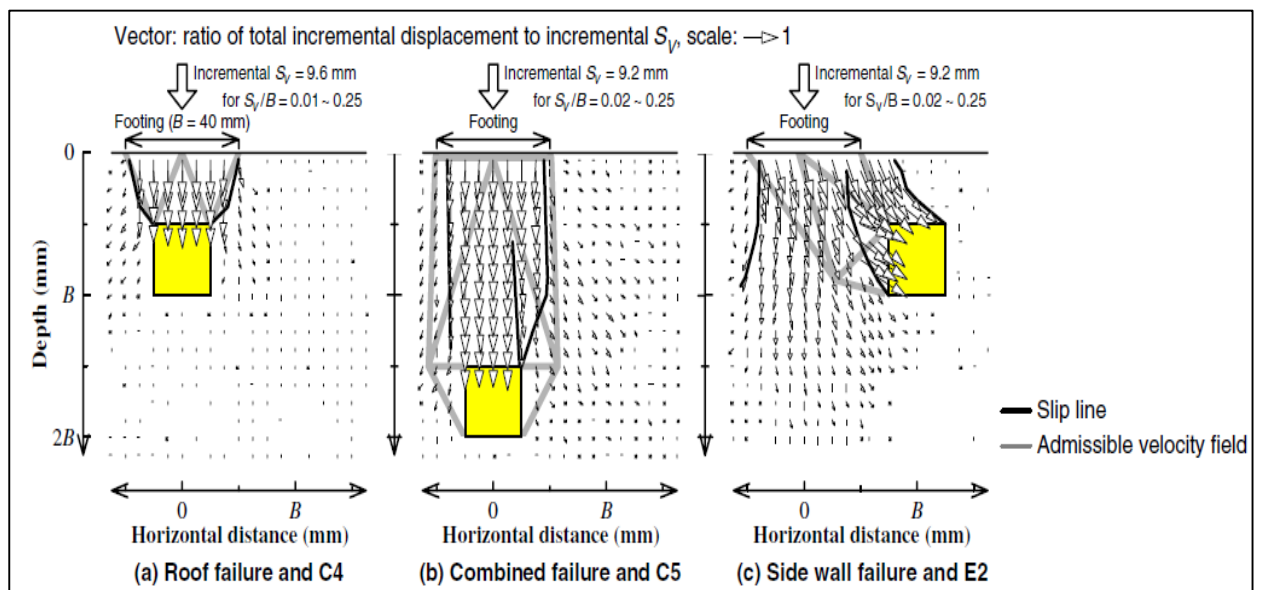 Vector: ratio of total incremental displacement to incremental S_V, scale: 1
Incremental S_V = 9.6 mm
for S_V/B = 0.01 ~ 0.25
Footing (B = 40 mm)
Incremental S_V = 9.2 mm
for S_V/B = 0.02 ~ 0.25
Footing
Incremental S_V = 9.2 mm
for S_V/B = 0.02 ~ 0.25
Footing
0
B
2B
Depth (mm)
Slip line
Admissible velocity field
0 B
Horizontal distance (mm)
(a) Roof failure and C4
0 B
Horizontal distance (mm)
(b) Combined failure and C5
0 B
Horizontal distance (mm)
(c) Side wall failure and E2